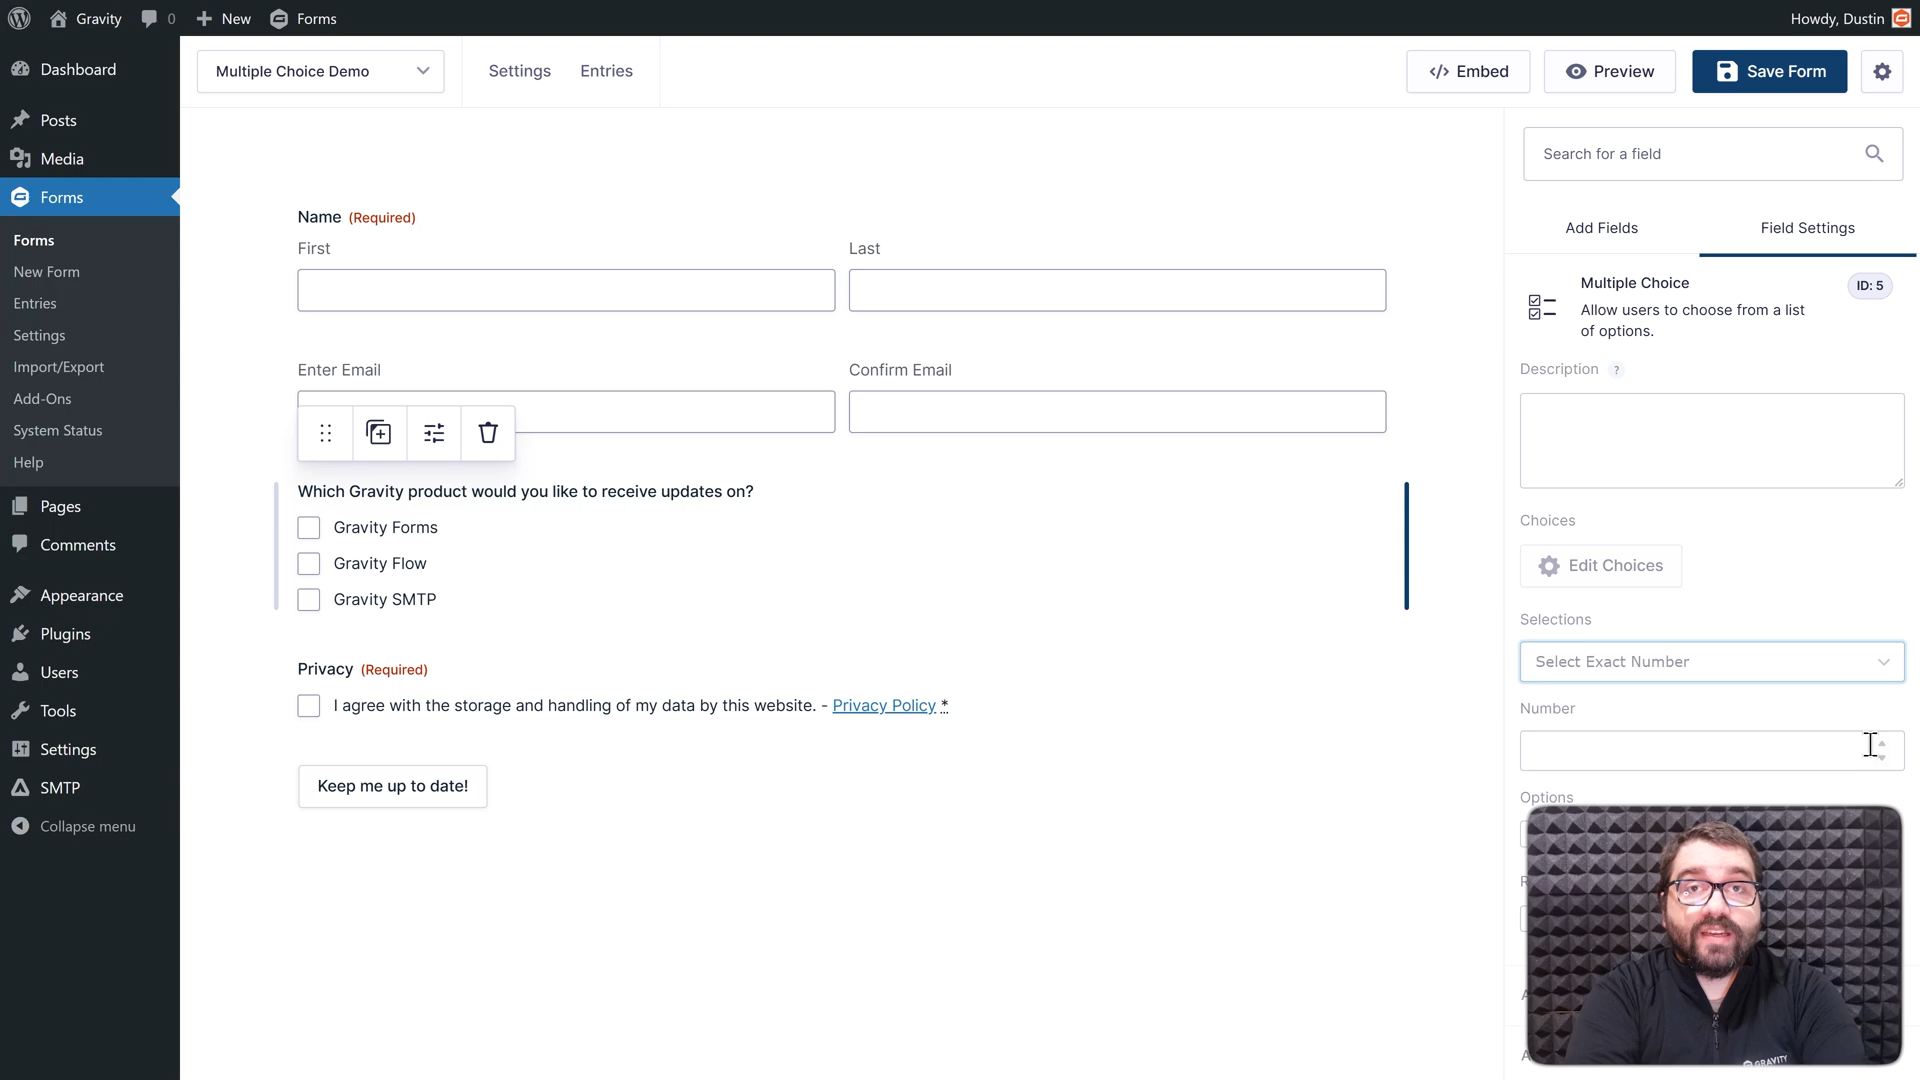 Gravity
0
New
Forms
Howdy, Dustin
Dashboard
Posts
Media
Forms
Forms
New Form
Entries
Settings
Import/Export
Add-Ons
System Status
Help
Pages
Comments
Appearance
Plugins
Users
Tools
Settings
SMTP
Collapse menu
Multiple Choice Demo
Settings
Entries
</> Embed
Preview
Save Form
Name (Required)
First
Last
Enter Email
Confirm Email
Which Gravity product would you like to receive updates on?
Gravity Forms
Gravity Flow
Gravity SMTP
Privacy (Required)
I agree with the storage and handling of my data by this website. - Privacy Policy *
Keep me up to date!
Search for a field
Add Fields
Field Settings
Multiple Choice
ID: 5
Allow users to choose from a list
of options.
Description ?
Choices
Edit Choices
Selections
Select Exact Number
Number
Options
GRAVITY